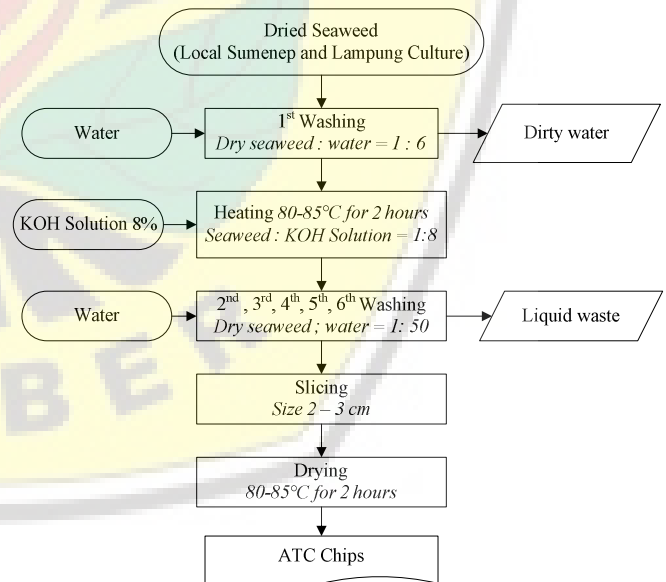 Dried Seaweed
(Local Sumenep and Lampung Culture)
Water
1st Washing
Dry seaweed : water = 1 : 6
Dirty water
KOH Solution 8%
Heating 80-85°C for 2 hours
Seaweed : KOH Solution = 1:8
Water
2nd , 3rd, 4th, 5th, 6th Washing
Dry seaweed ; water = 1: 50
Liquid waste
Slicing
Size 2 – 3 cm
Drying
80-85°C for 2 hours
ATC Chips
BER